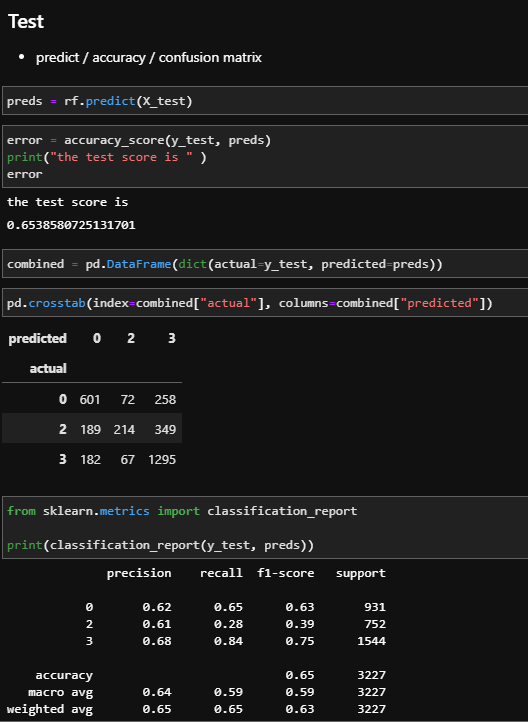 Test
• predict / accuracy / confusion matrix
preds = rf.predict(X_test)
error = accuracy_score(y_test, preds)
print("the test score is " )
error
the test score is
0.6538580725131701
combined = pd.DataFrame(dict(actual=y_test, predicted=preds))
pd.crosstab(index=combined["actual"], columns=combined["predicted"])
predicted 0 2 3
actual
0 601 72 258
2 189 214 349
3 182 67 1295
from sklearn.metrics import classification_report
print(classification_report(y_test, preds))
precision recall f1-score support
0 0.62 0.65 0.63 931
2 0.61 0.28 0.39 752
3 0.68 0.84 0.75 1544
accuracy 0.65 3227
macro avg 0.64 0.59 0.59 3227
weighted avg 0.65 0.65 0.63 3227